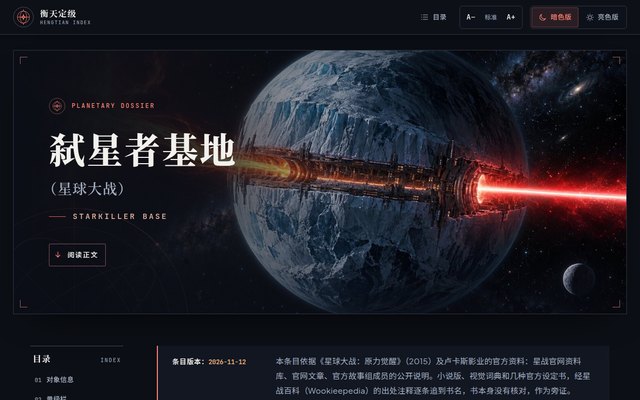 衡天定级
HENGTIAN INDEX
目录
A−
标准
A+
暗色版
亮色版
PLANETARY DOSSIER
弑星者基地
（星球大战）
STARKILLER BASE
阅读正文
目录
INDEX
01 对象信息
条目版本：2026-11-12
本条目依据《星球大战：原力觉醒》（2015）及卢卡斯影业的官方资料：星战官网资料
库、官网文章、官方故事组成员的公开说明。小说版、视觉词典和几种官方设定书，经星
战百科（Wookieepedia）的出处注释逐条追到书名，书本身没有核对，作为旁证。